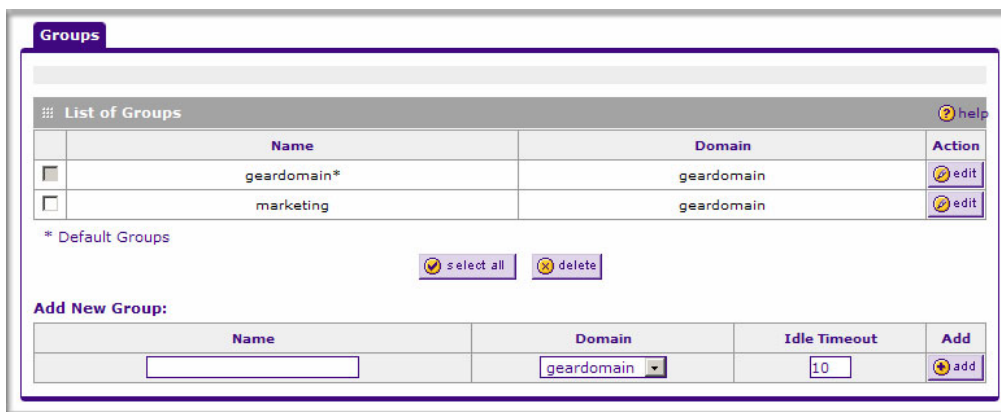 Groups
List of Groups help
Name Domain Action
geardomain* geardomain edit
marketing geardomain edit
* Default Groups
select all delete
Add New Group:
Name Domain Idle Timeout Add
geardomain 10 add